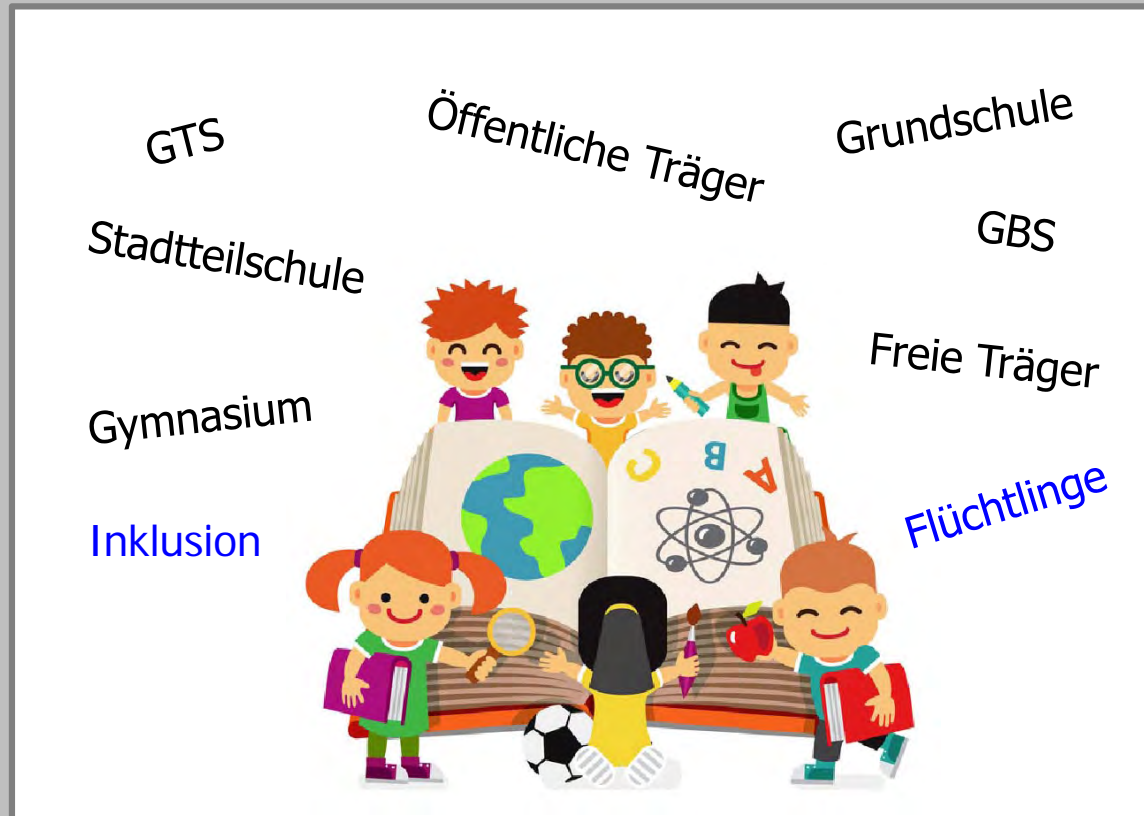 GTS
Öffentliche Träger
Grundschule
Stadtteilschule
GBS
Freie Träger
Gymnasium
Flüchtlinge
Inklusion
C B A